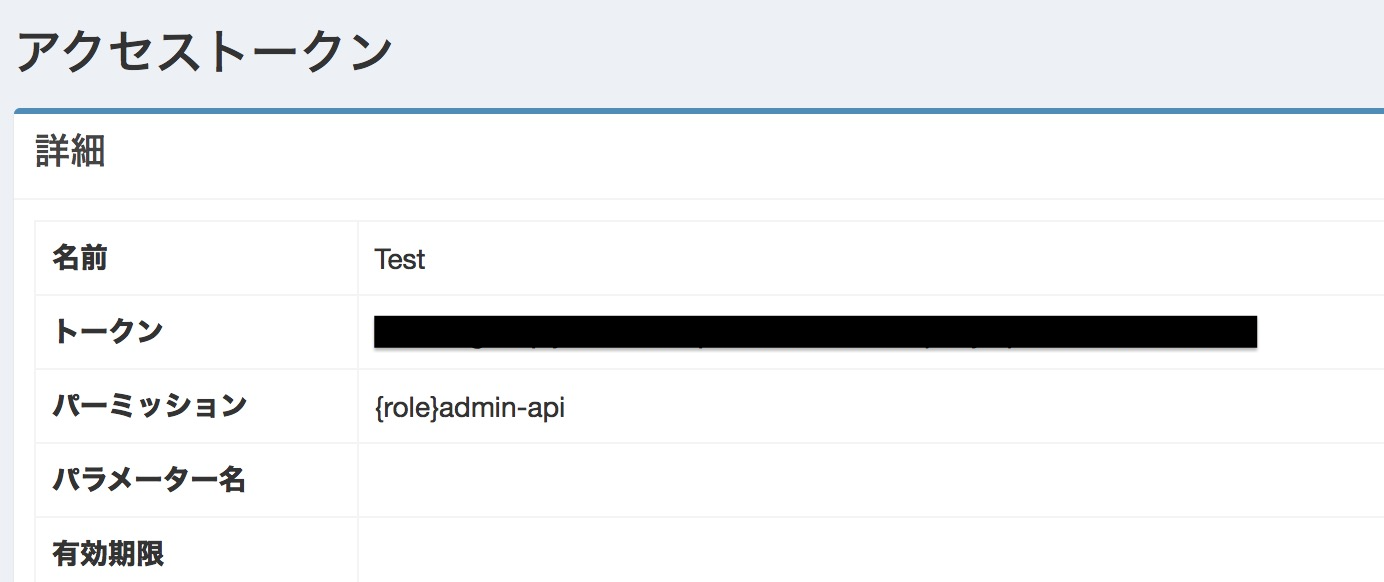 アクセストークン
詳細
名前 Test
トークン
パーミッション {role}admin-api
パラメーター名
有効期限